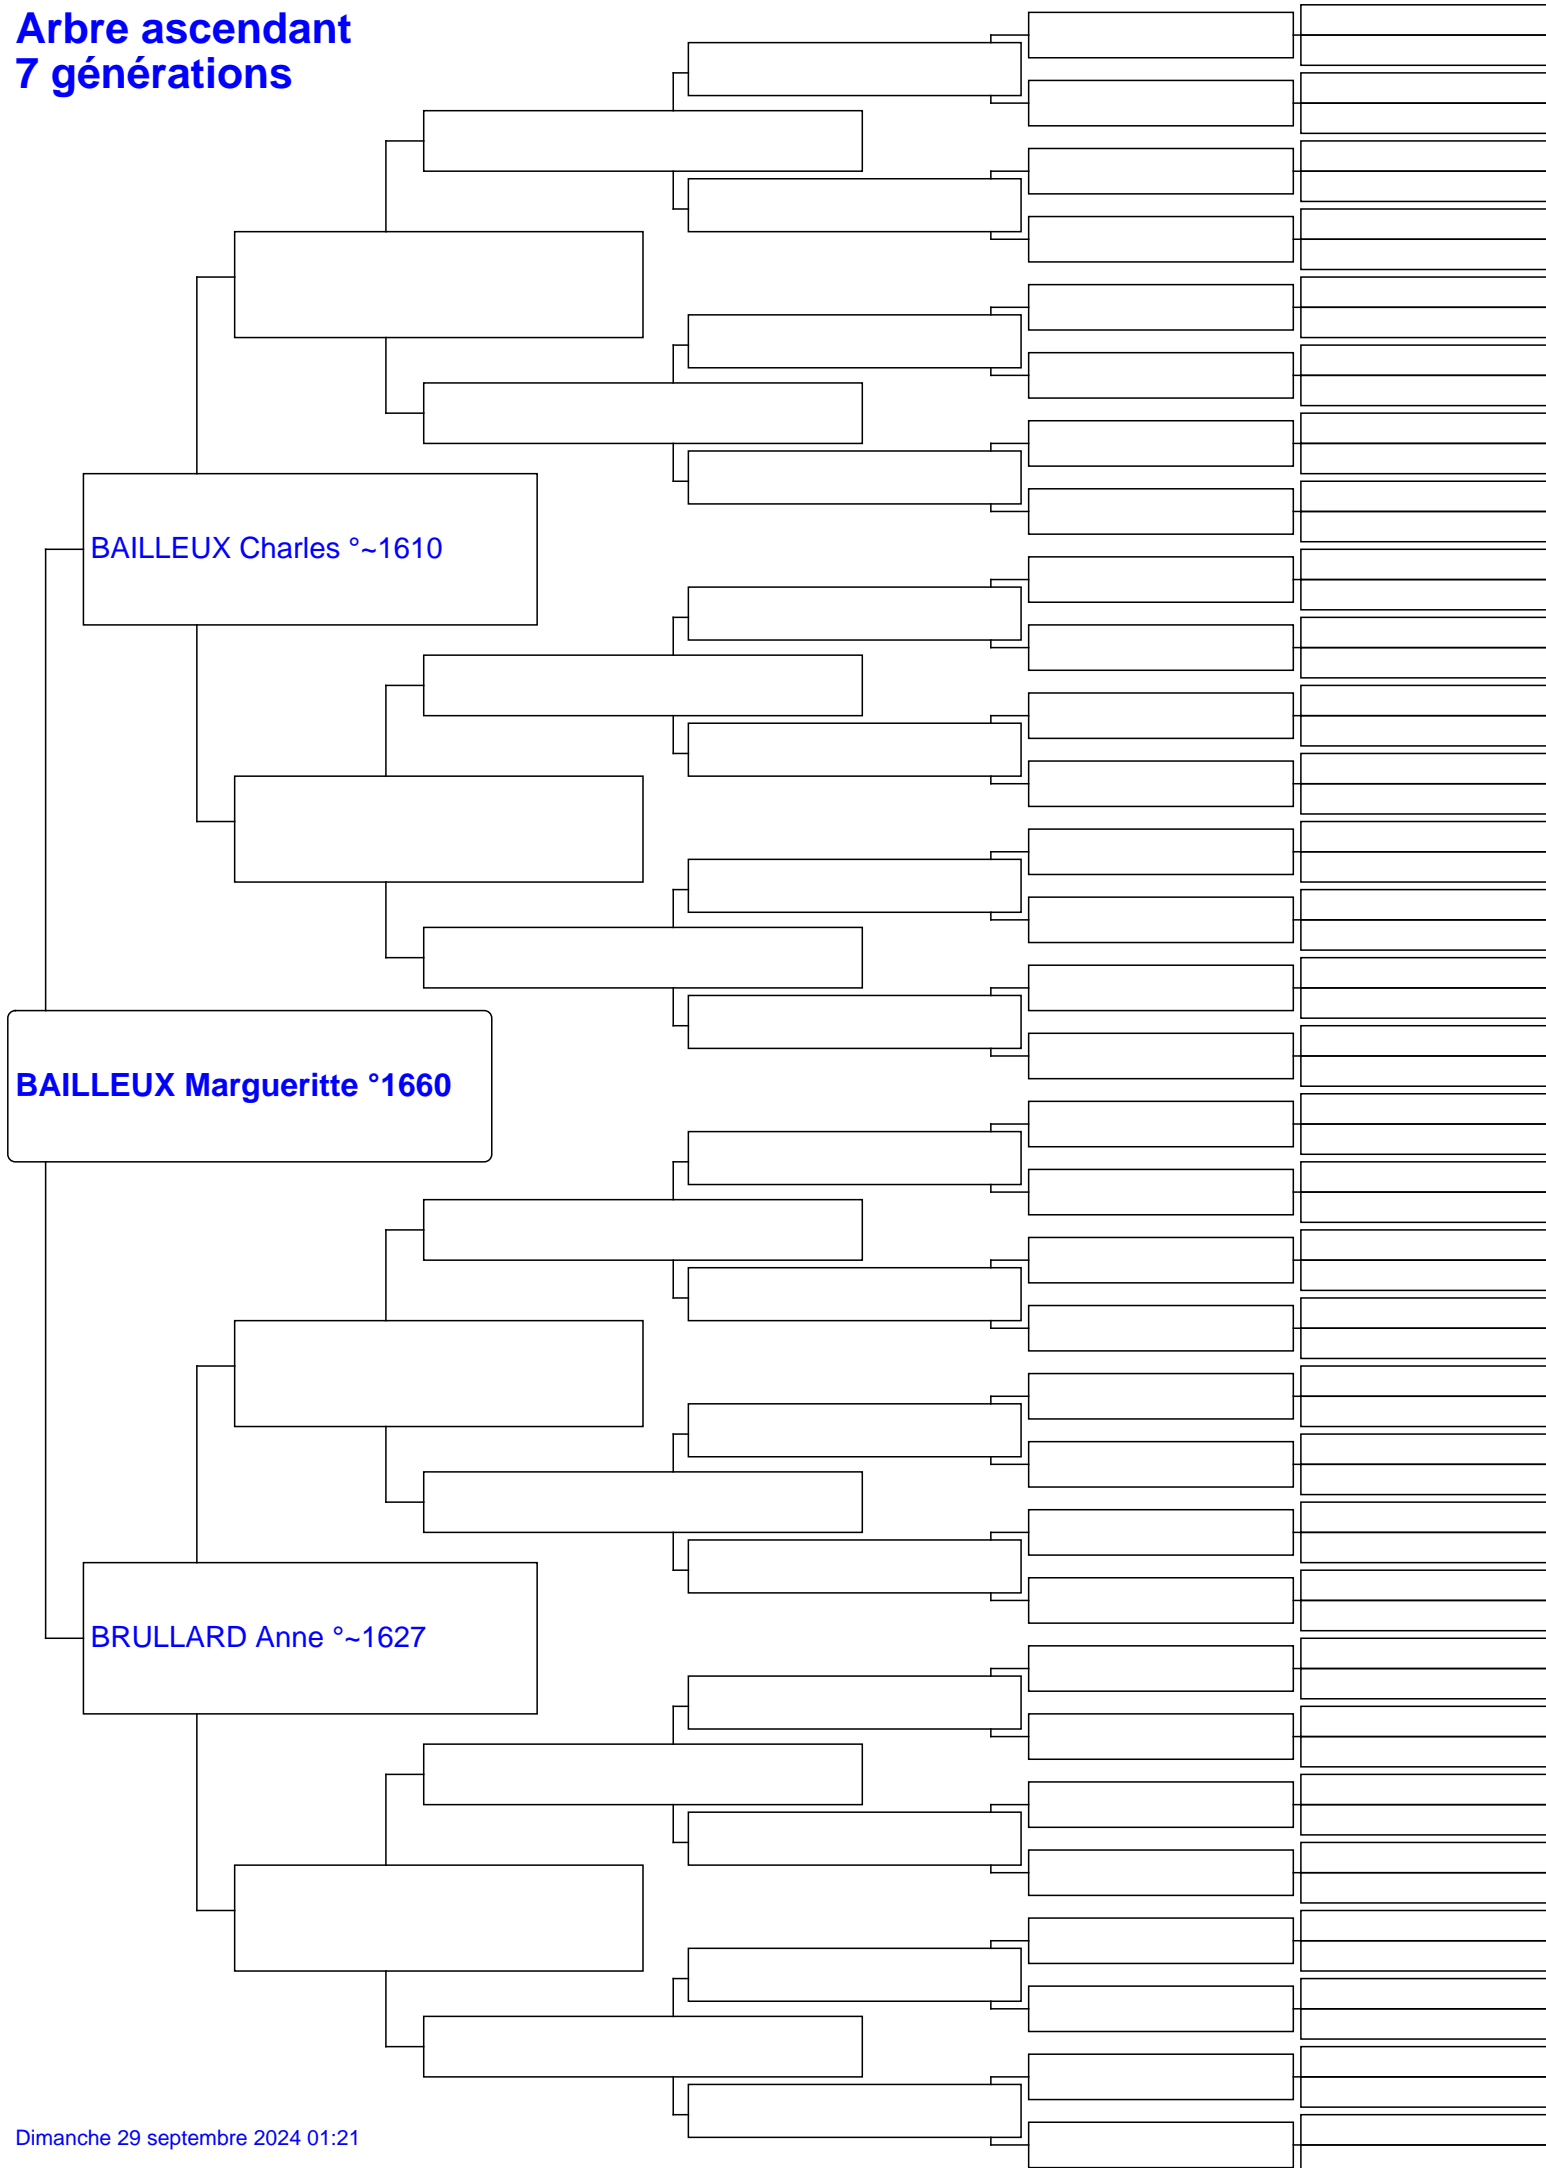 Arbre ascendant
7 générations
BAILLEUX Charles °~1610
BAILLEUX Margueritte °1660
BRULLARD Anne °~1627
Dimanche 29 septembre 2024 01:21